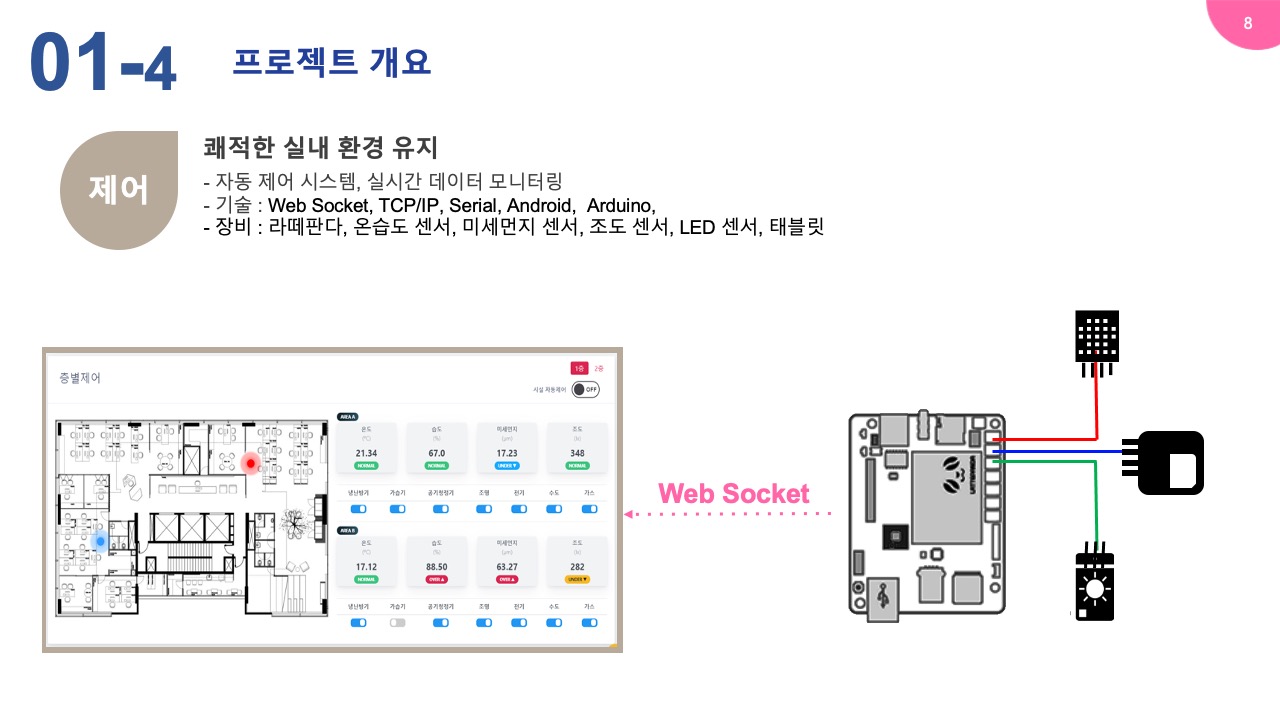 8
01-4 프로젝트 개요
제어
쾌적한 실내 환경 유지
- 자동 제어 시스템, 실시간 데이터 모니터링
- 기술 : Web Socket, TCP/IP, Serial, Android,  Arduino,
- 장비 : 라떼판다, 온습도 센서, 미세먼지 센서, 조도 센서, LED 센서, 태블릿
층별제어
1층 2층
시설 자동제어 OFF
AREA A
온도 습도 미세먼지 조도
(℃) (%) (μm) (lx)
21.34 67.0 17.23 348
NORMAL NORMAL UNDER ▼ NORMAL
냉난방기 가습기 공기청정기 조명 전기 수도 가스
AREA B
온도 습도 미세먼지 조도
(℃) (%) (μm) (lx)
17.12 88.50 63.27 282
NORMAL OVER ▲ OVER ▲ UNDER ▼
냉난방기 가습기 공기청정기 조명 전기 수도 가스
Web Socket
LATTEPANDA